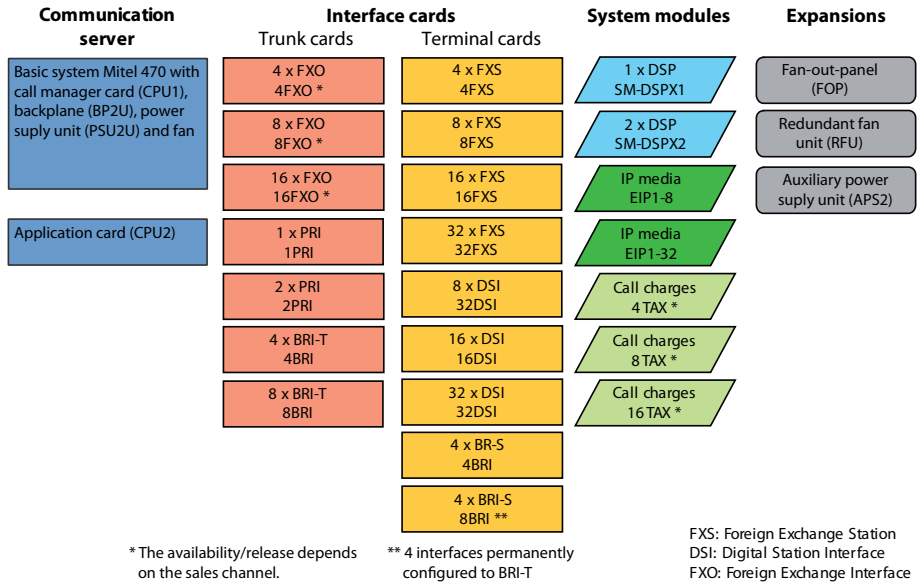 Communication
server
Interface cards
System modules
Expansions
Trunk cards
Terminal cards
Basic system Mitel 470 with
call manager card (CPU1),
backplane (BP2U), power
suply unit (PSU2U) and fan
Application card (CPU2)
4 x FXO
4FXO *
8 x FXO
8FXO *
16 x FXO
16FXO *
1 x PRI
1PRI
2 x PRI
2PRI
4 x BRI-T
4BRI
8 x BRI-T
8BRI
4 x FXS
4FXS
8 x FXS
8FXS
16 x FXS
16FXS
32 x FXS
32FXS
8 x DSI
32DSI
16 x DSI
16DSI
32 x DSI
32DSI
4 x BR-S
4BRI
4 x BRI-S
8BRI **
1 x DSP
SM-DSPX1
2 x DSP
SM-DSPX2
IP media
EIP1-8
IP media
EIP1-32
Call charges
4 TAX *
Call charges
8 TAX *
Call charges
16 TAX *
Fan-out-panel
(FOP)
Redundant fan
unit (RFU)
Auxiliary power
suply unit (APS2)
* The availability/release depends
on the sales channel.
** 4 interfaces permanently
configured to BRI-T
FXS: Foreign Exchange Station
DSI: Digital Station Interface
FXO: Foreign Exchange Interface